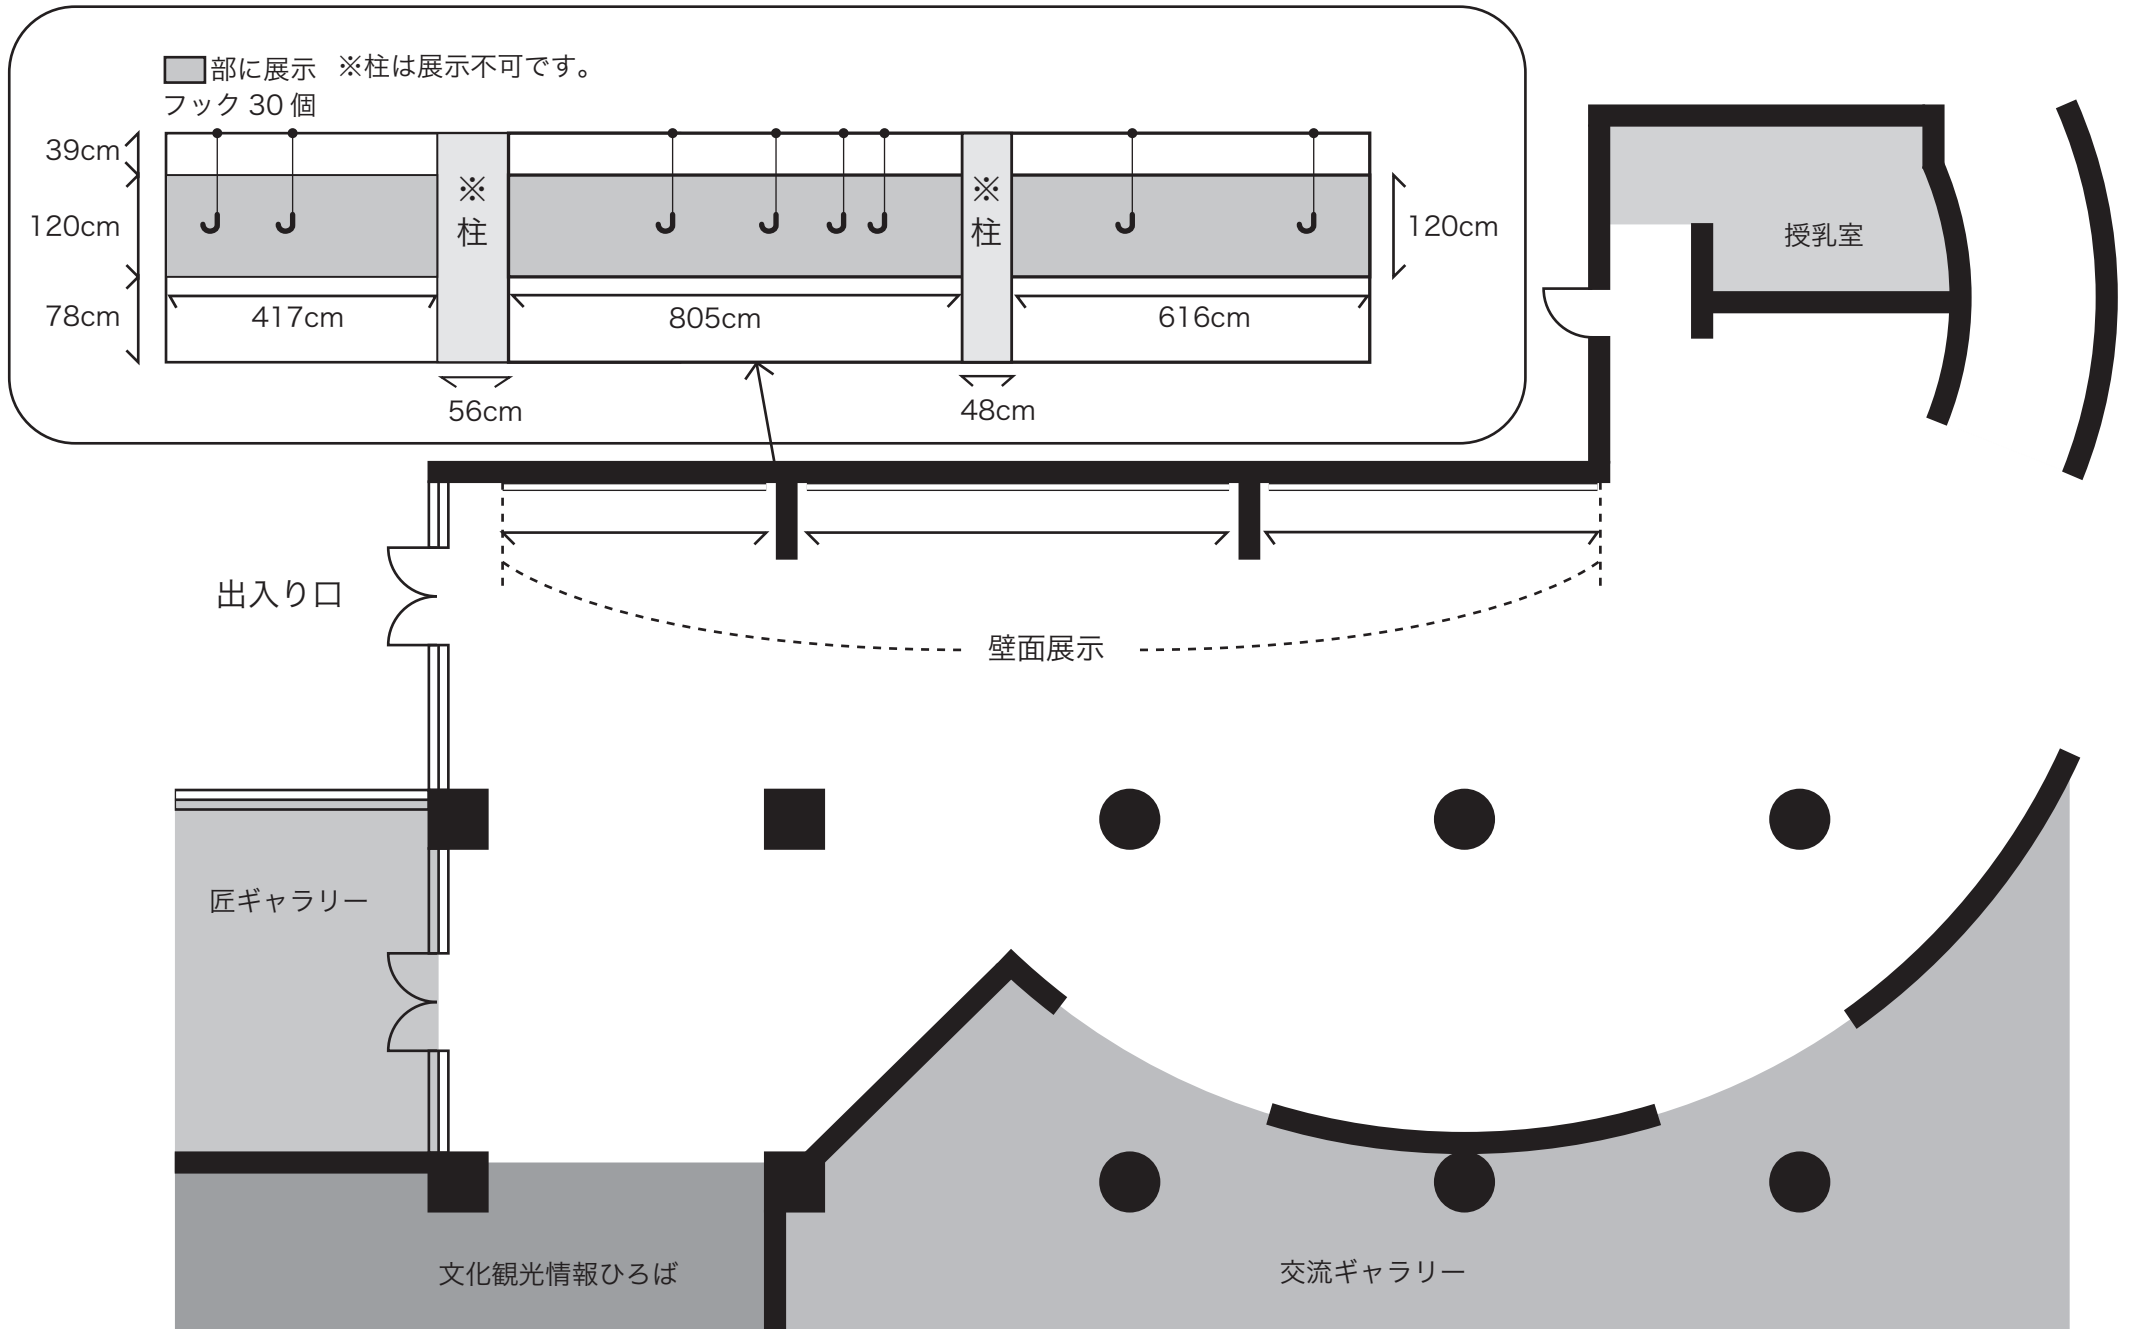 部に展示 ※柱は展示不可です。
フック 30 個
39cm
120cm
78cm
※
柱
※
柱
120cm
417cm
805cm
616cm
56cm
48cm
授乳室
出入り口
壁面展示
匠ギャラリー
文化観光情報ひろば
交流ギャラリー